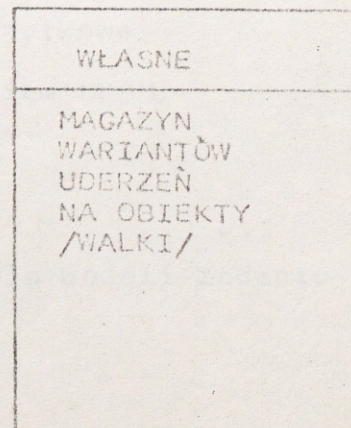 WŁASNE
MAGAZYN
WARIANTÓW
UDERZEŃ
NA OBIEKTY
/WALKI/